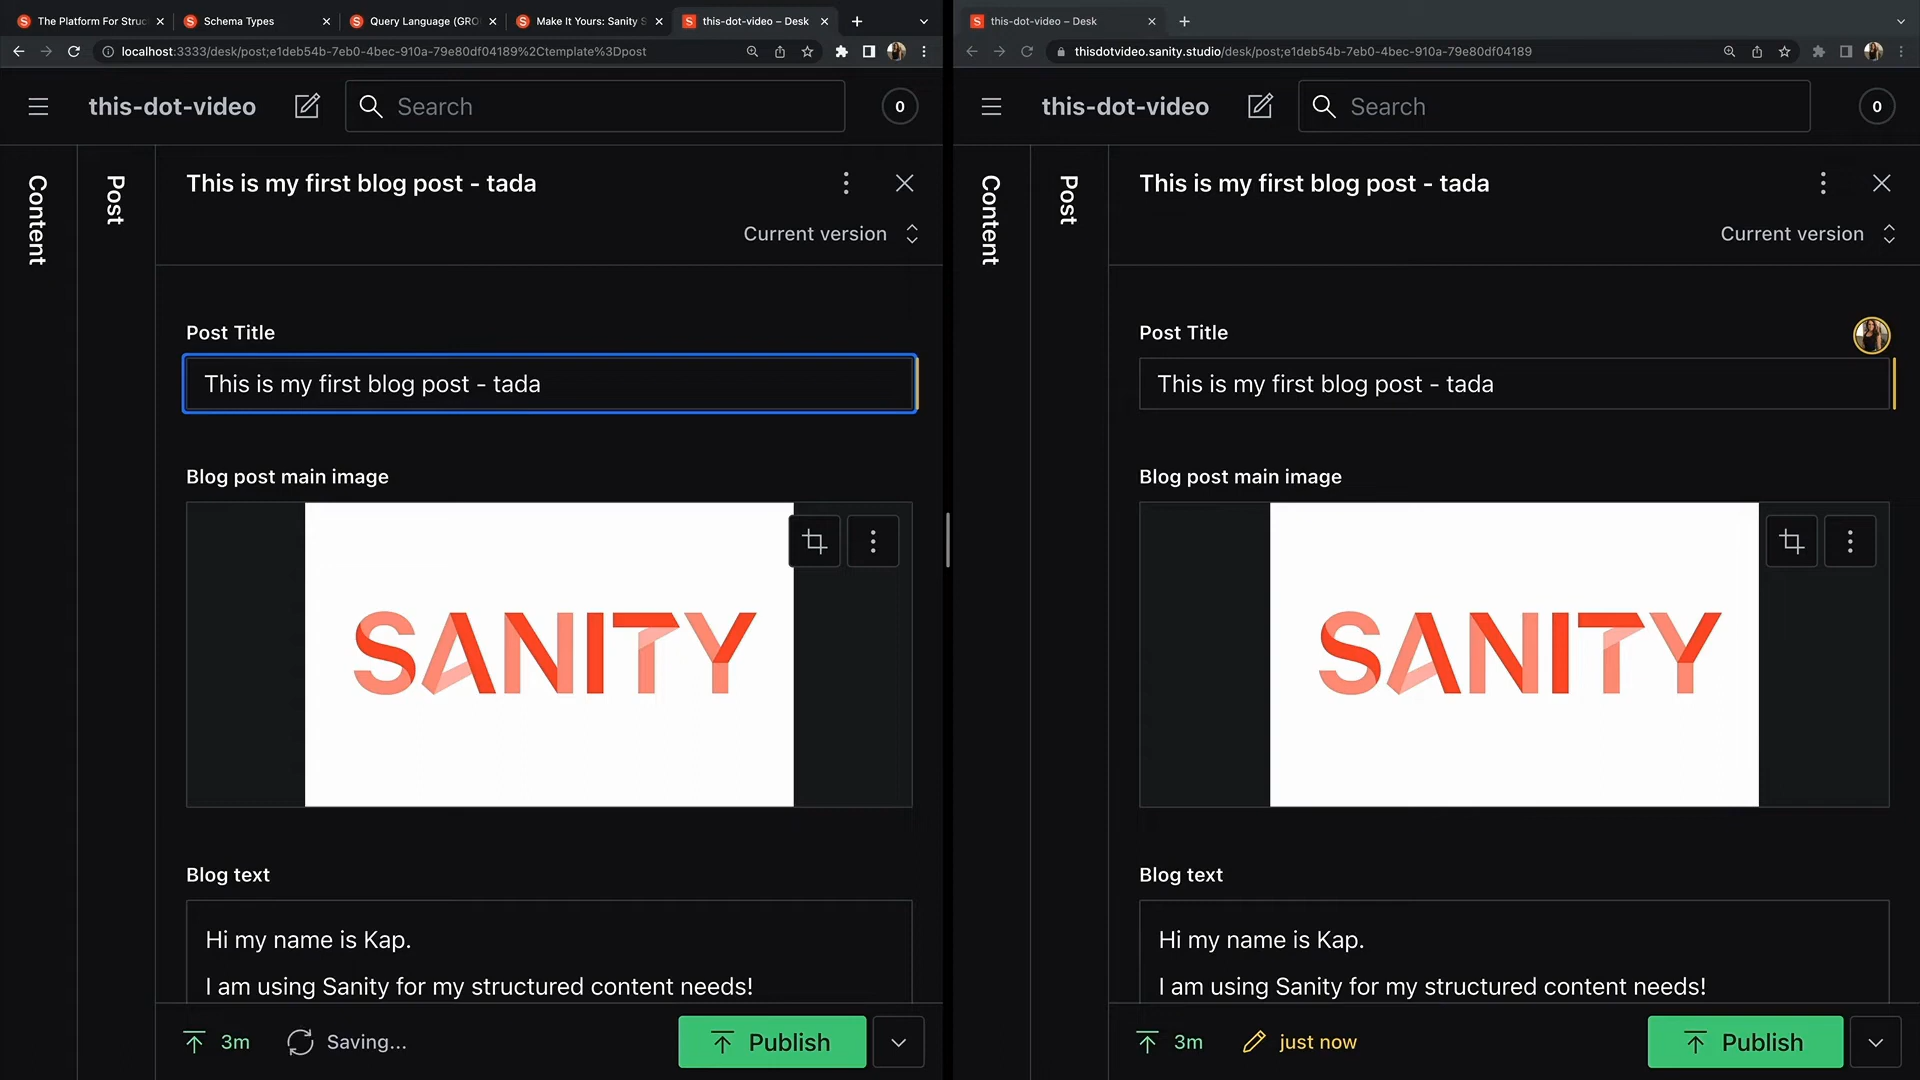 The Platform For Struc
Schema Types
Query Language (GRO
Make It Yours: Sanity S
this-dot-video – Desk
localhost:3333/desk/post;e1deb54b-7eb0-4bec-910a-79e80df04189%2Ctemplate%3Dpost
this-dot-video
Search
0
Content
Post
This is my first blog post - tada
Current version
Post Title
This is my first blog post - tada
Blog post main image
SANITY
Blog text
Hi my name is Kap.
I am using Sanity for my structured content needs!
3m
Saving...
Publish
this-dot-video – Desk
thisdotvideo.sanity.studio/desk/post;e1deb54b-7eb0-4bec-910a-79e80df04189
this-dot-video
Search
0
Content
Post
This is my first blog post - tada
Current version
Post Title
This is my first blog post - tada
Blog post main image
SANITY
Blog text
Hi my name is Kap.
I am using Sanity for my structured content needs!
3m
just now
Publish